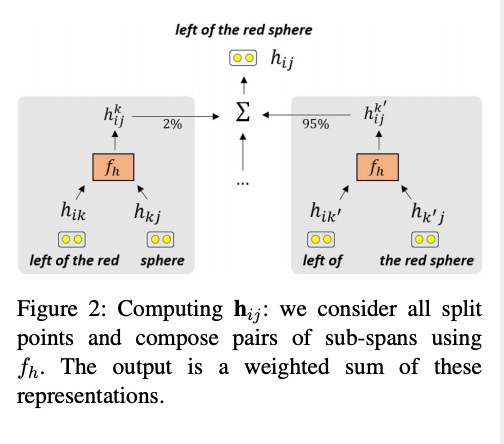 left of the red sphere
h_{ij}
h_{ij}^{k} 2% Σ 95% h_{ij}^{k'}
f_h ... f_h
h_{ik} h_{kj} h_{ik'} h_{k'j}
left of the red sphere left of the red sphere
Figure 2: Computing h_{ij}: we consider all split
points and compose pairs of sub-spans using
f_h. The output is a weighted sum of these
representations.